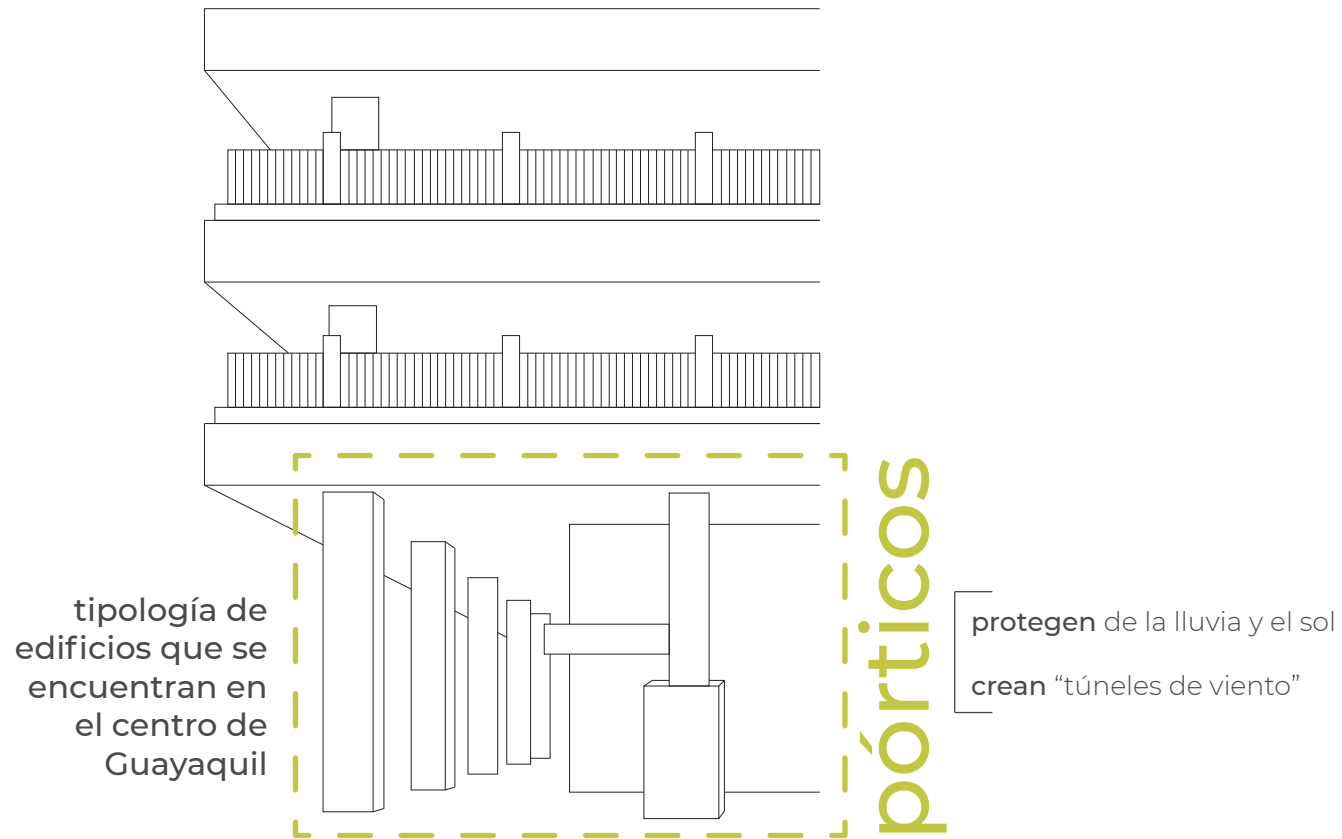 tipología de
edificios que se
encuentran en
el centro de
Guayaquil
pórticos
protegen de la lluvia y el sol
crean “túneles de viento”